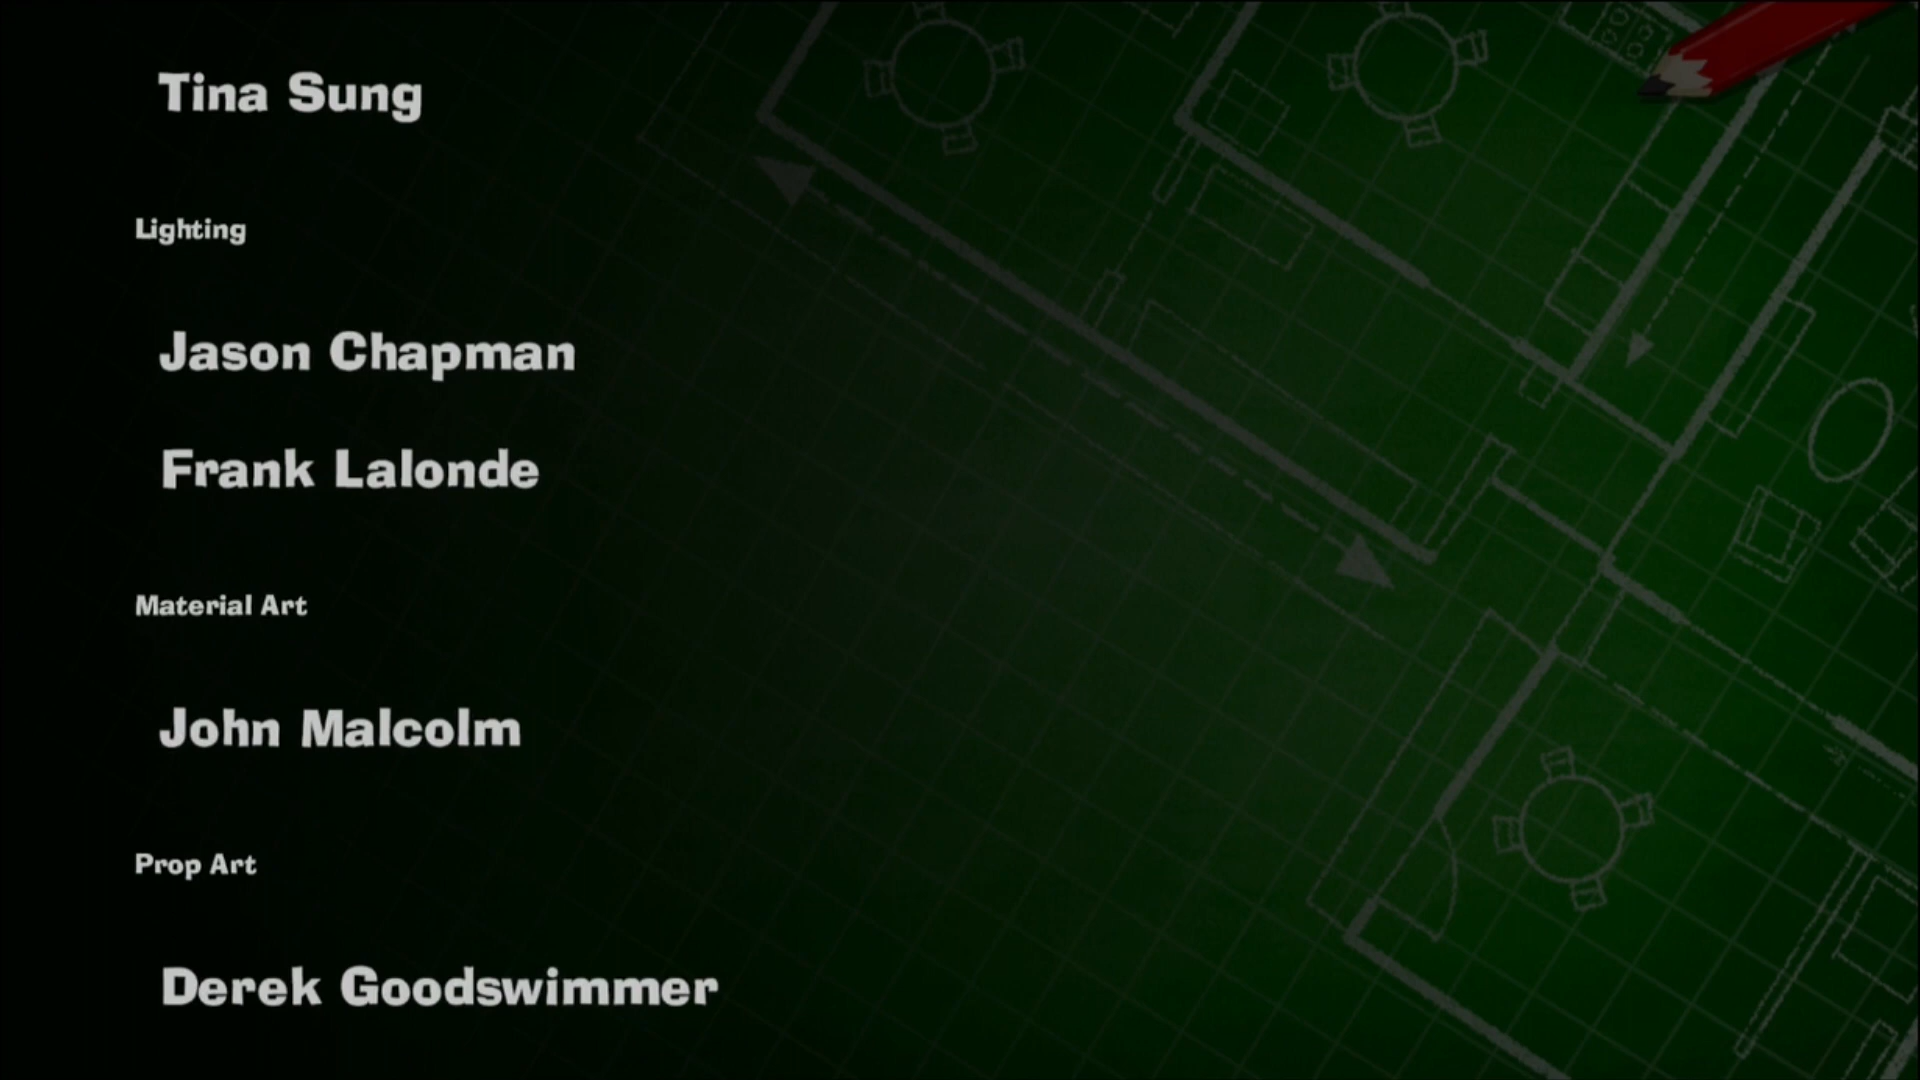 Tina Sung
Lighting
Jason Chapman
Frank Lalonde
Material Art
John Malcolm
Prop Art
Derek Goodswimmer